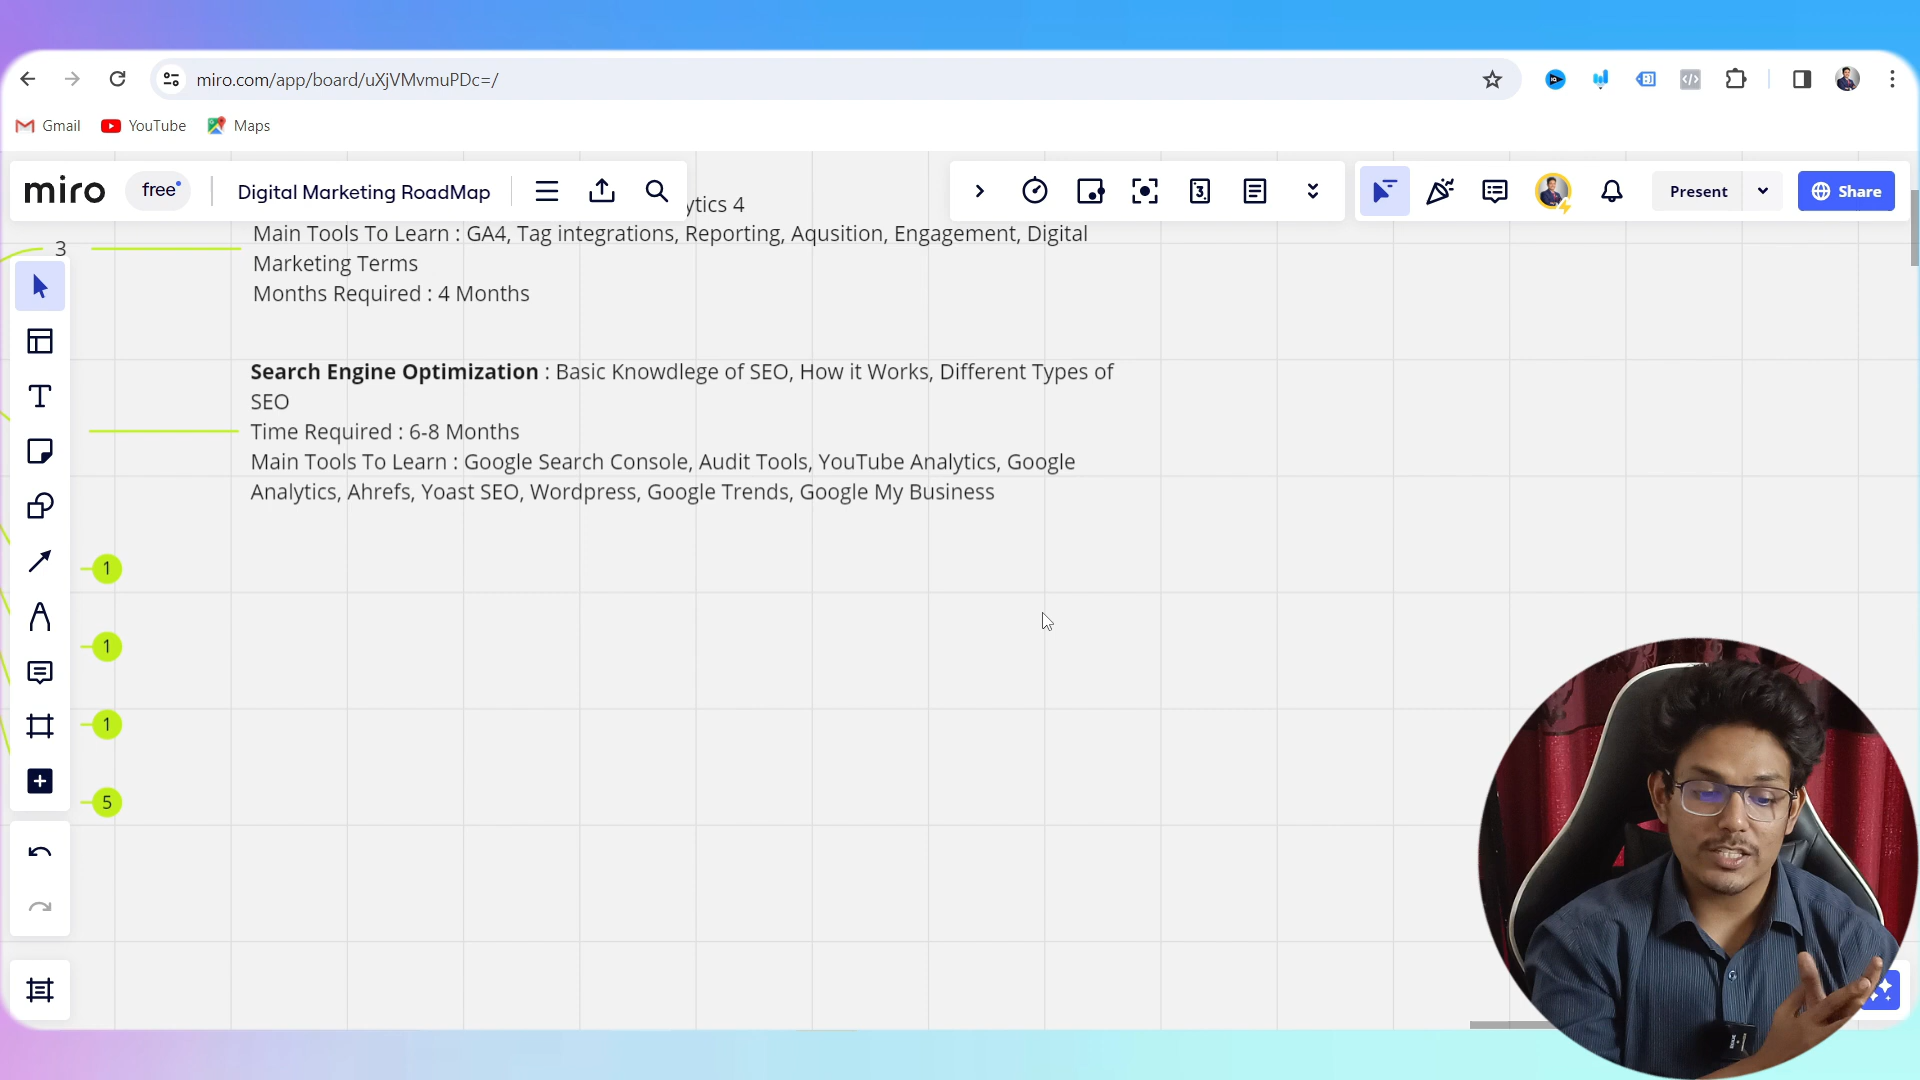 miro.com/app/board/uXjVMvmuPDc=/
Gmail YouTube Maps
miro free Digital Marketing RoadMap Present Share
3
ytics 4
3
Main Tools To Learn : GA4, Tag integrations, Reporting, Aqusition, Engagement, Digital
Marketing Terms
Months Required : 4 Months
Search Engine Optimization : Basic Knowdlege of SEO, How it Works, Different Types of
SEO
Time Required : 6-8 Months
Main Tools To Learn : Google Search Console, Audit Tools, YouTube Analytics, Google
Analytics, Ahrefs, Yoast SEO, Wordpress, Google Trends, Google My Business
1
1
1
5